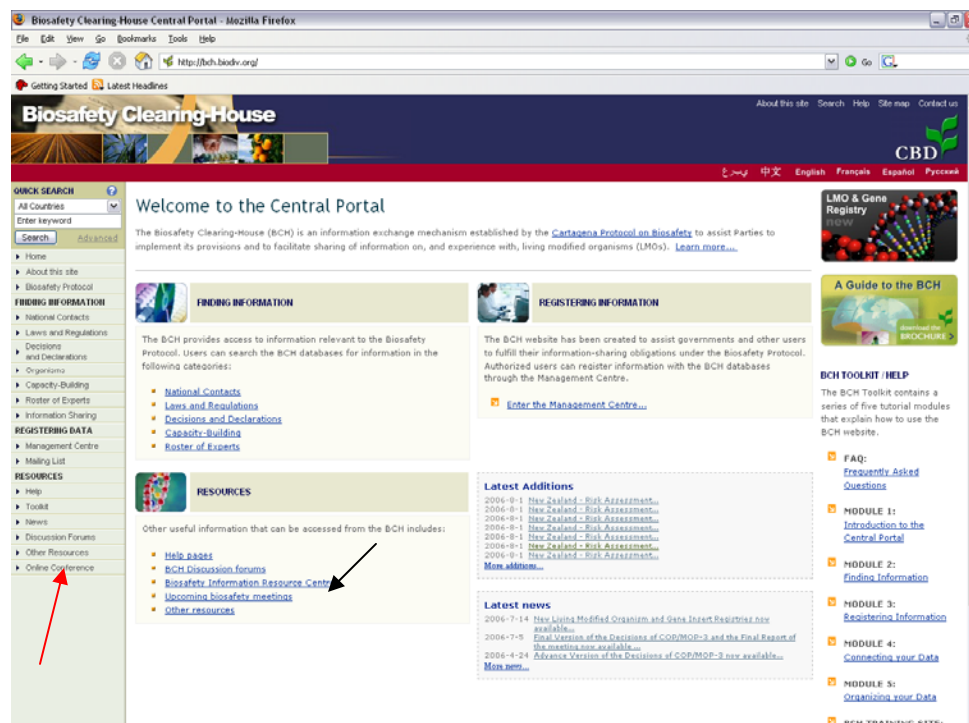 Biosafety Clearing-House Central Portal - Mozilla Firefox
File Edit View Go Bookmarks Tools Help
http://bch.biodiv.org/
Go
Getting Started Latest Headlines
Biosafety Clearing-House
About this site Search Help Site map Contact us
CBD
عربي 中文 English Français Español Русский
QUICK SEARCH
All Countries
Enter keyword
Search Advanced
Home
About this site
Biosafety Protocol
FINDING INFORMATION
National Contacts
Laws and Regulations
Decisions
and Declarations
Organisms
Capacity-Building
Roster of Experts
Information Sharing
REGISTERING DATA
Management Centre
Mailing List
RESOURCES
Help
Toolkit
News
Discussion Forums
Other Resources
Online Conference
Welcome to the Central Portal
The Biosafety Clearing-House (BCH) is an information exchange mechanism established by the Cartagena Protocol on Biosafety to assist Parties to
implement its provisions and to facilitate sharing of information on, and experience with, living modified organisms (LMOs). Learn more...
FINDING INFORMATION
The BCH provides access to information relevant to the Biosafety
Protocol. Users can search the BCH databases for information in the
following categories:
National Contacts
Laws and Regulations
Decisions and Declarations
Capacity-Building
Roster of Experts
REGISTERING INFORMATION
The BCH website has been created to assist governments and other users
to fulfill their information-sharing obligations under the Biosafety Protocol.
Authorized users can register information with the BCH databases
through the Management Centre.
Enter the Management Centre...
RESOURCES
Other useful information that can be accessed from the BCH includes:
Help pages
BCH Discussion forums
Biosafety Information Resource Centre
Upcoming biosafety meetings
Other resources
Latest Additions
2006-8-1 New Zealand - Risk Assessment...
2006-8-1 New Zealand - Risk Assessment...
2006-8-1 New Zealand - Risk Assessment...
2006-8-1 New Zealand - Risk Assessment...
2006-8-1 New Zealand - Risk Assessment...
2006-8-1 New Zealand - Risk Assessment...
More additions...
Latest news
2006-7-14 New Living Modified Organism and Gene Insert Registries now
available...
2006-7-5 Final Version of the Decisions of COP/MOP-3 and the Final Report of
the meeting now available ...
2006-4-24 Advance Version of the Decisions of COP/MOP-3 now available...
More news...
LMO & Gene
Registry
new
A Guide to the BCH
download the
BROCHURE
BCH TOOLKIT / HELP
The BCH Toolkit contains a
series of five tutorial modules
that explain how to use the
BCH website.
FAQ:
Frequently Asked
Questions
MODULE 1:
Introduction to the
Central Portal
MODULE 2:
Finding Information
MODULE 3:
Registering Information
MODULE 4:
Connecting your Data
MODULE 5:
Organizing your Data
BCH TRAINING SITE: